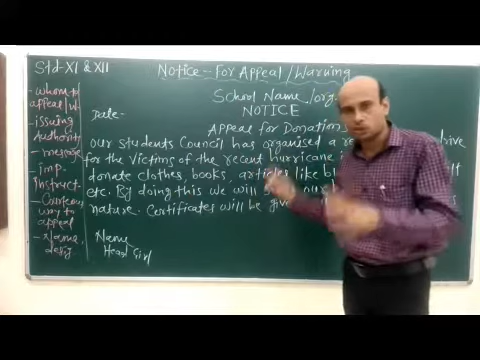 Std-XI & XII
Notice-For Appeal/Warning
- whom to
appeal/
- issuing
Authority
- message
- imp.
Instruct.
- Courteous
way to
appeal
- Name,
desig
School Name/org.
NOTICE
Date-
Appeal for Donation
our students Council has organised a
for the victims of the recent hurricane
donate clothes, books, articles like
etc. By doing this we will
nature. Certificates will be
Name
Head Girl